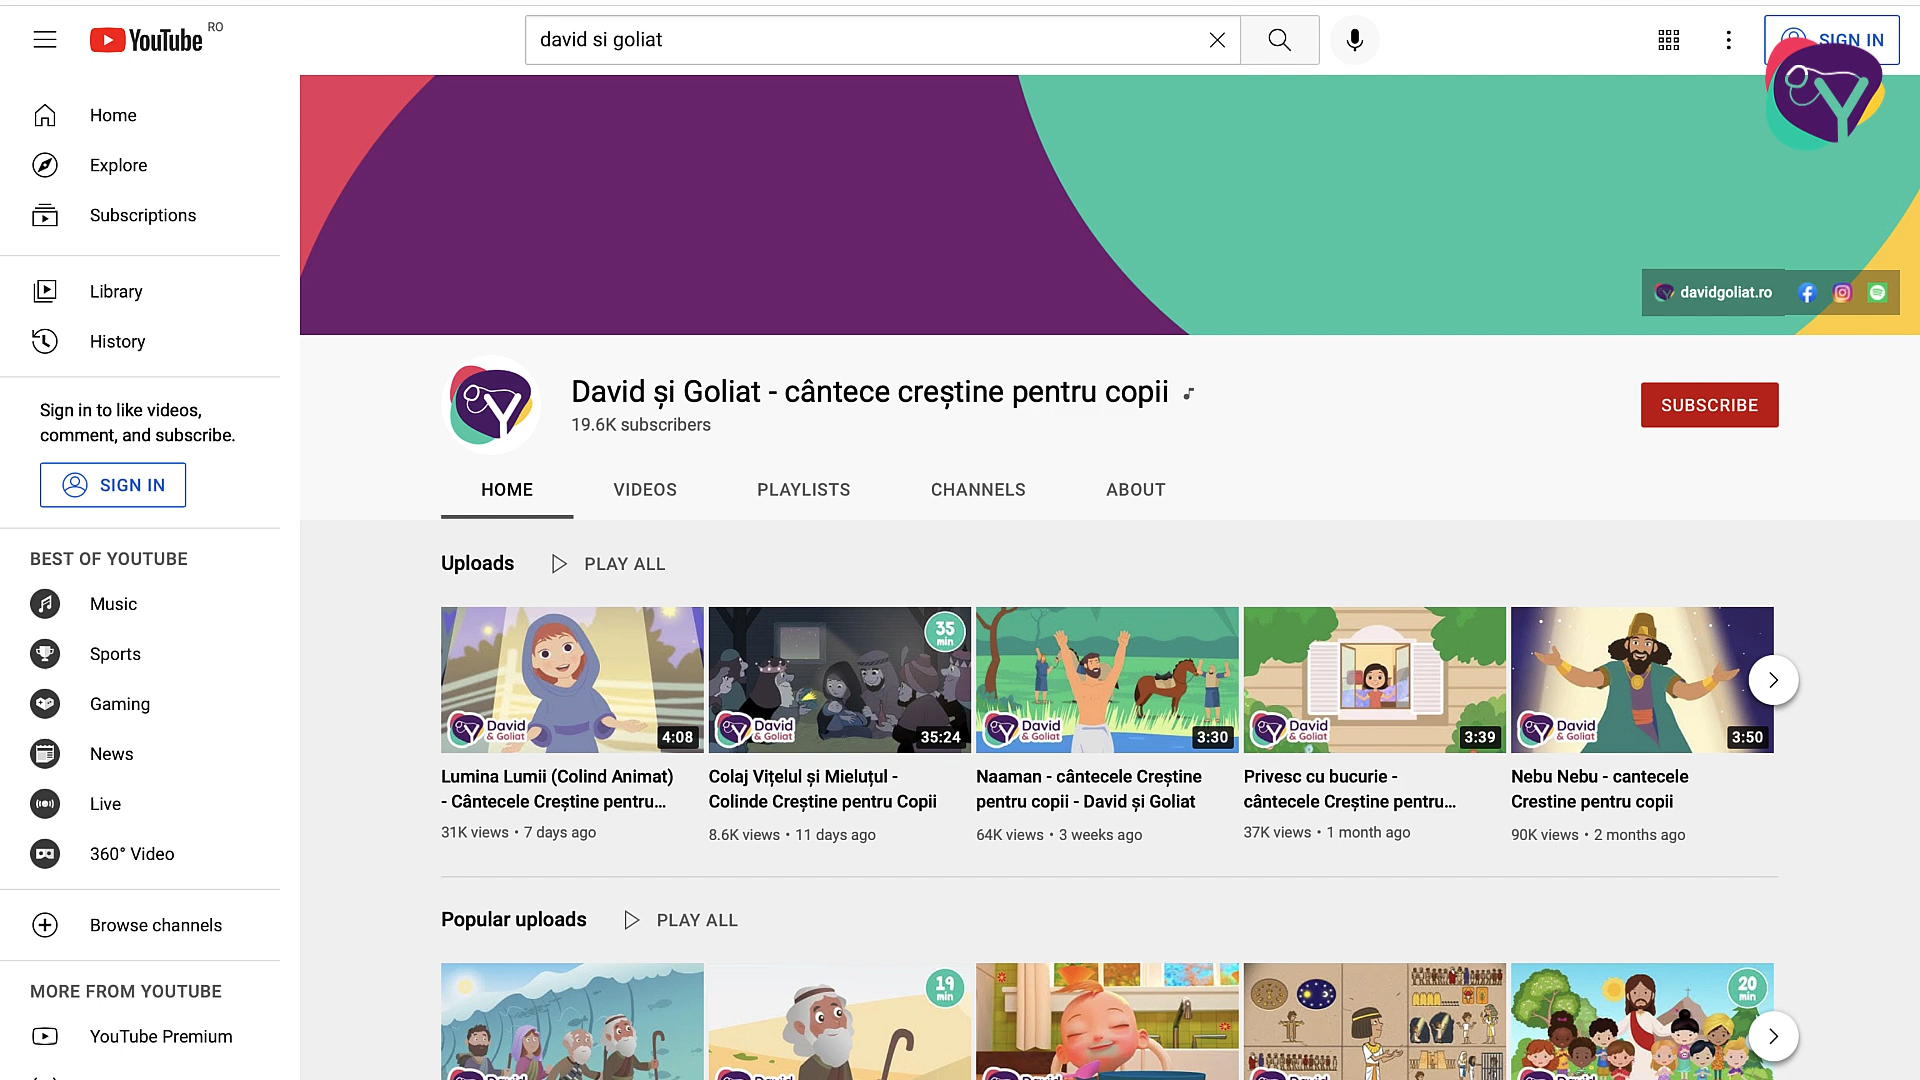 YouTube RO
david si goliat
SIGN IN
Home
Explore
Subscriptions
Library
History
Sign in to like videos,
comment, and subscribe.
SIGN IN
BEST OF YOUTUBE
Music
Sports
Gaming
News
Live
360° Video
Browse channels
MORE FROM YOUTUBE
YouTube Premium
davidgoliat.ro
David și Goliat - cântece creștine pentru copii
19.6K subscribers
SUBSCRIBE
HOME
VIDEOS
PLAYLISTS
CHANNELS
ABOUT
Uploads
PLAY ALL
David
& Goliat
4:08
35
min
David
& Goliat
35:24
David
& Goliat
3:30
David
& Goliat
3:39
David
& Goliat
3:50
Lumina Lumii (Colind Animat)
- Cântecele Creștine pentru...
31K views • 7 days ago
Colaj Vițelul și Mieluțul -
Colinde Creștine pentru Copii
8.6K views • 11 days ago
Naaman - cântecele Creștine
pentru copii - David și Goliat
64K views • 3 weeks ago
Privesc cu bucurie -
cântecele Creștine pentru...
37K views • 1 month ago
Nebu Nebu - cantecele
Crestine pentru copii
90K views • 2 months ago
Popular uploads
PLAY ALL
19
min
20
min